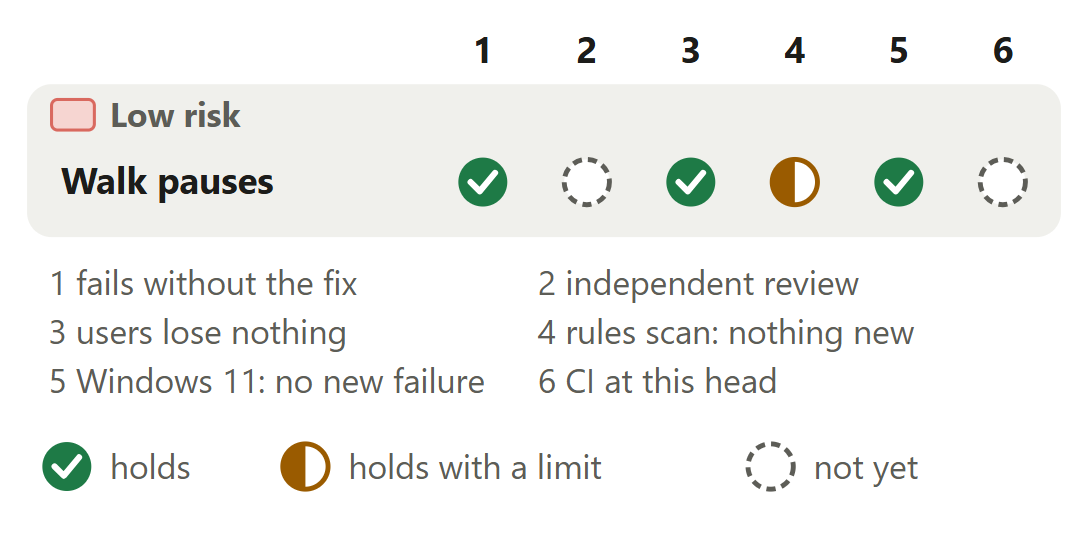 1 2 3 4 5 6
Low risk
Walk pauses
1 fails without the fix 2 independent review
3 users lose nothing 4 rules scan: nothing new
5 Windows 11: no new failure 6 CI at this head
holds holds with a limit not yet